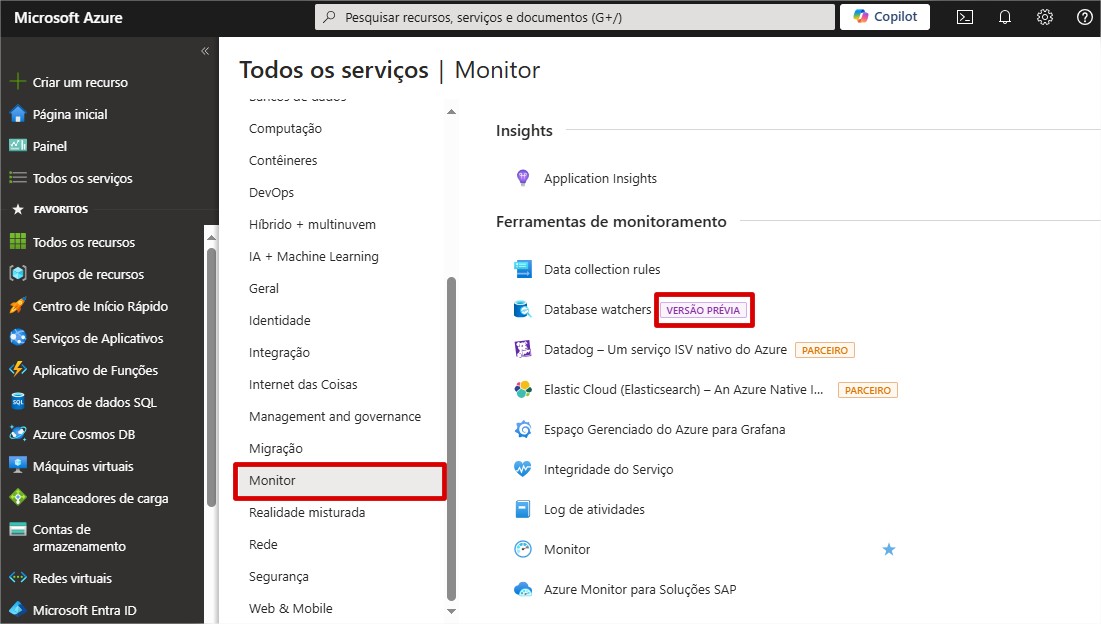 Microsoft Azure
Pesquisar recursos, serviços e documentos (G+/)
Copilot
Criar um recurso
Página inicial
Painel
Todos os serviços
FAVORITOS
Todos os recursos
Grupos de recursos
Centro de Início Rápido
Serviços de Aplicativos
Aplicativo de Funções
Bancos de dados SQL
Azure Cosmos DB
Máquinas virtuais
Balanceadores de carga
Contas de
armazenamento
Redes virtuais
Microsoft Entra ID
Todos os serviços | Monitor
Bancos de dados
Computação
Contêineres
DevOps
Híbrido + multinuvem
IA + Machine Learning
Geral
Identidade
Integração
Internet das Coisas
Management and governance
Migração
Monitor
Realidade misturada
Rede
Segurança
Web & Mobile
Insights
Application Insights
Ferramentas de monitoramento
Data collection rules
Database watchers VERSÃO PRÉVIA
Datadog – Um serviço ISV nativo do Azure PARCEIRO
Elastic Cloud (Elasticsearch) – An Azure Native I... PARCEIRO
Espaço Gerenciado do Azure para Grafana
Integridade do Serviço
Log de atividades
Monitor
Azure Monitor para Soluções SAP